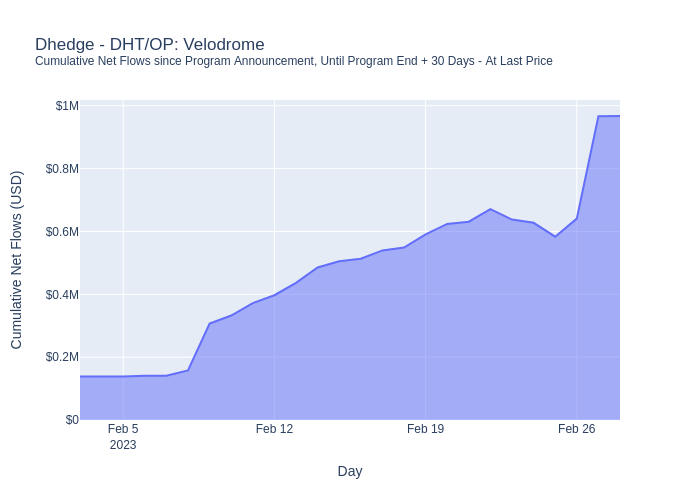 Dhedge - DHT/OP: Velodrome
Cumulative Net Flows since Program Announcement, Until Program End + 30 Days - At Last Price
$1M
$0.8M
$0.6M
$0.4M
$0.2M
$0
Cumulative Net Flows (USD)
Feb 5
2023
Feb 12
Feb 19
Feb 26
Day